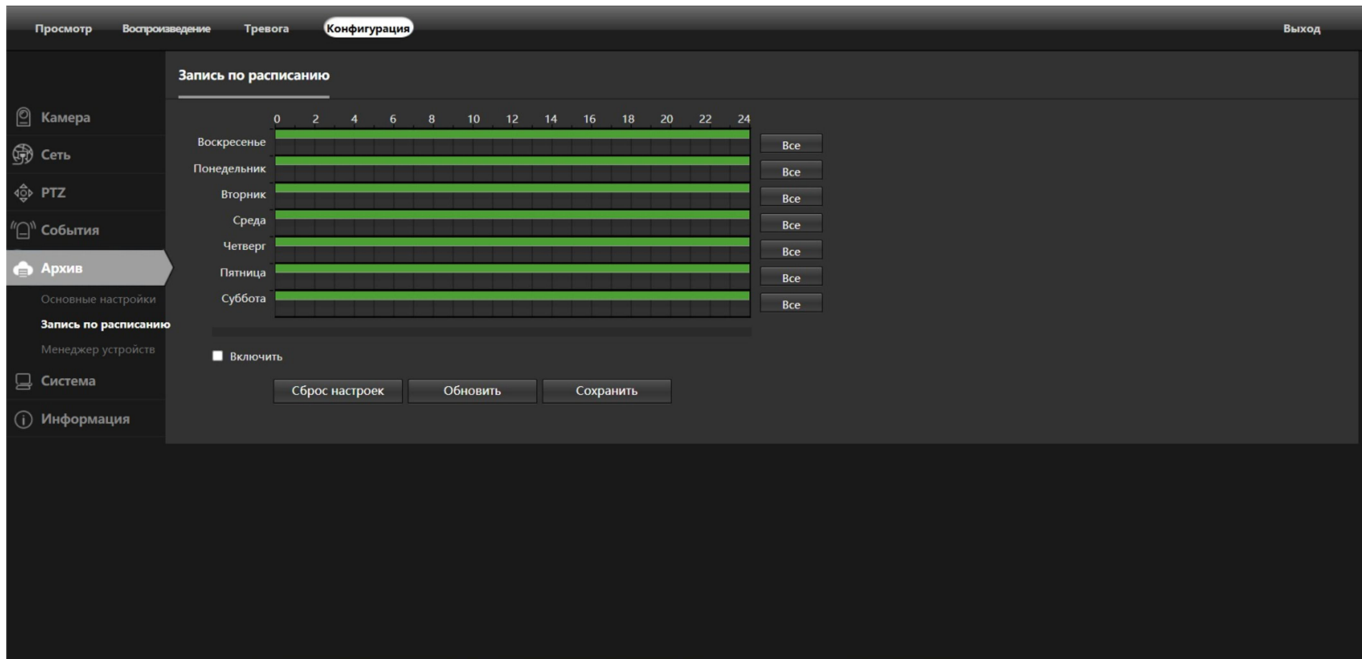 Просмотр Воспроизведение Тревога Конфигурация Выход
Запись по расписанию
Камера
Сеть
PTZ
События
Архив
Основные настройки
Запись по расписанию
Менеджер устройств
Система
Информация
0 2 4 6 8 10 12 14 16 18 20 22 24
Воскресенье Все
Понедельник Все
Вторник Все
Среда Все
Четверг Все
Пятница Все
Суббота Все
Включить
Сброс настроек Обновить Сохранить